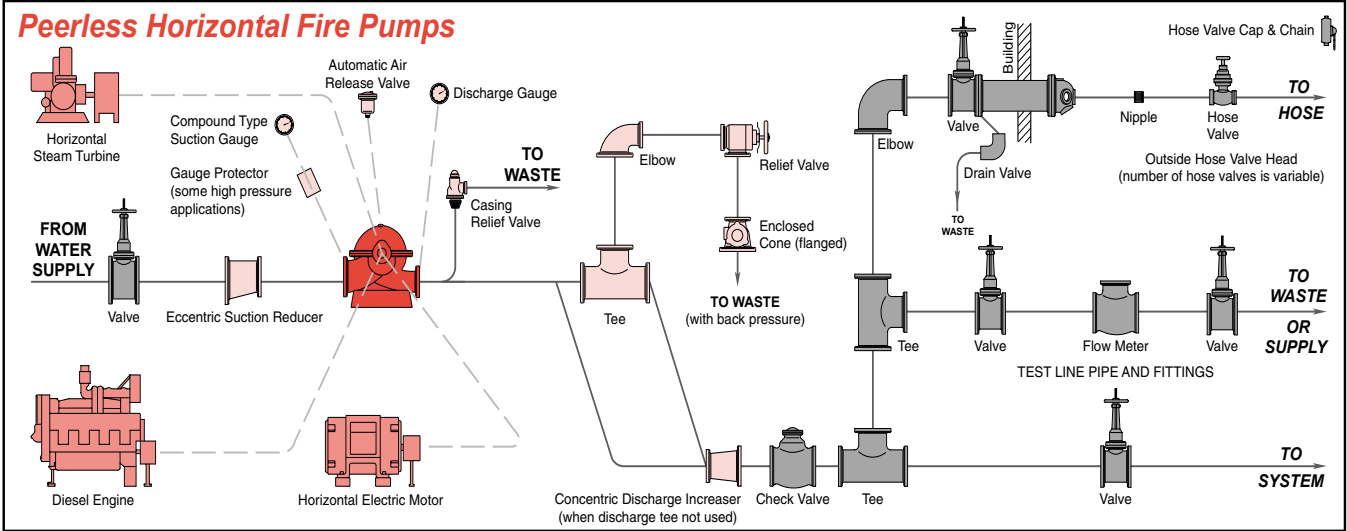 Peerless Horizontal Fire Pumps
Horizontal
Steam Turbine
Compound Type
Suction Gauge
Gauge Protector
(some high pressure
applications)
Automatic Air
Release Valve
Discharge Gauge
TO
WASTE
Casing
Relief Valve
FROM
WATER
SUPPLY
Valve
Eccentric Suction Reducer
Diesel Engine
Horizontal Electric Motor
Elbow
Relief Valve
Enclosed
Cone (flanged)
TO WASTE
(with back pressure)
Tee
Concentric Discharge Increaser
(when discharge tee not used)
Check Valve
Tee
Valve
TO
SYSTEM
Elbow
Valve
Building
Drain Valve
TO
WASTE
Nipple
Hose
Valve
Hose Valve Cap & Chain
TO
HOSE
Outside Hose Valve Head
(number of hose valves is variable)
Tee
Valve
Flow Meter
Valve
TO
WASTE
OR
SUPPLY
TEST LINE PIPE AND FITTINGS